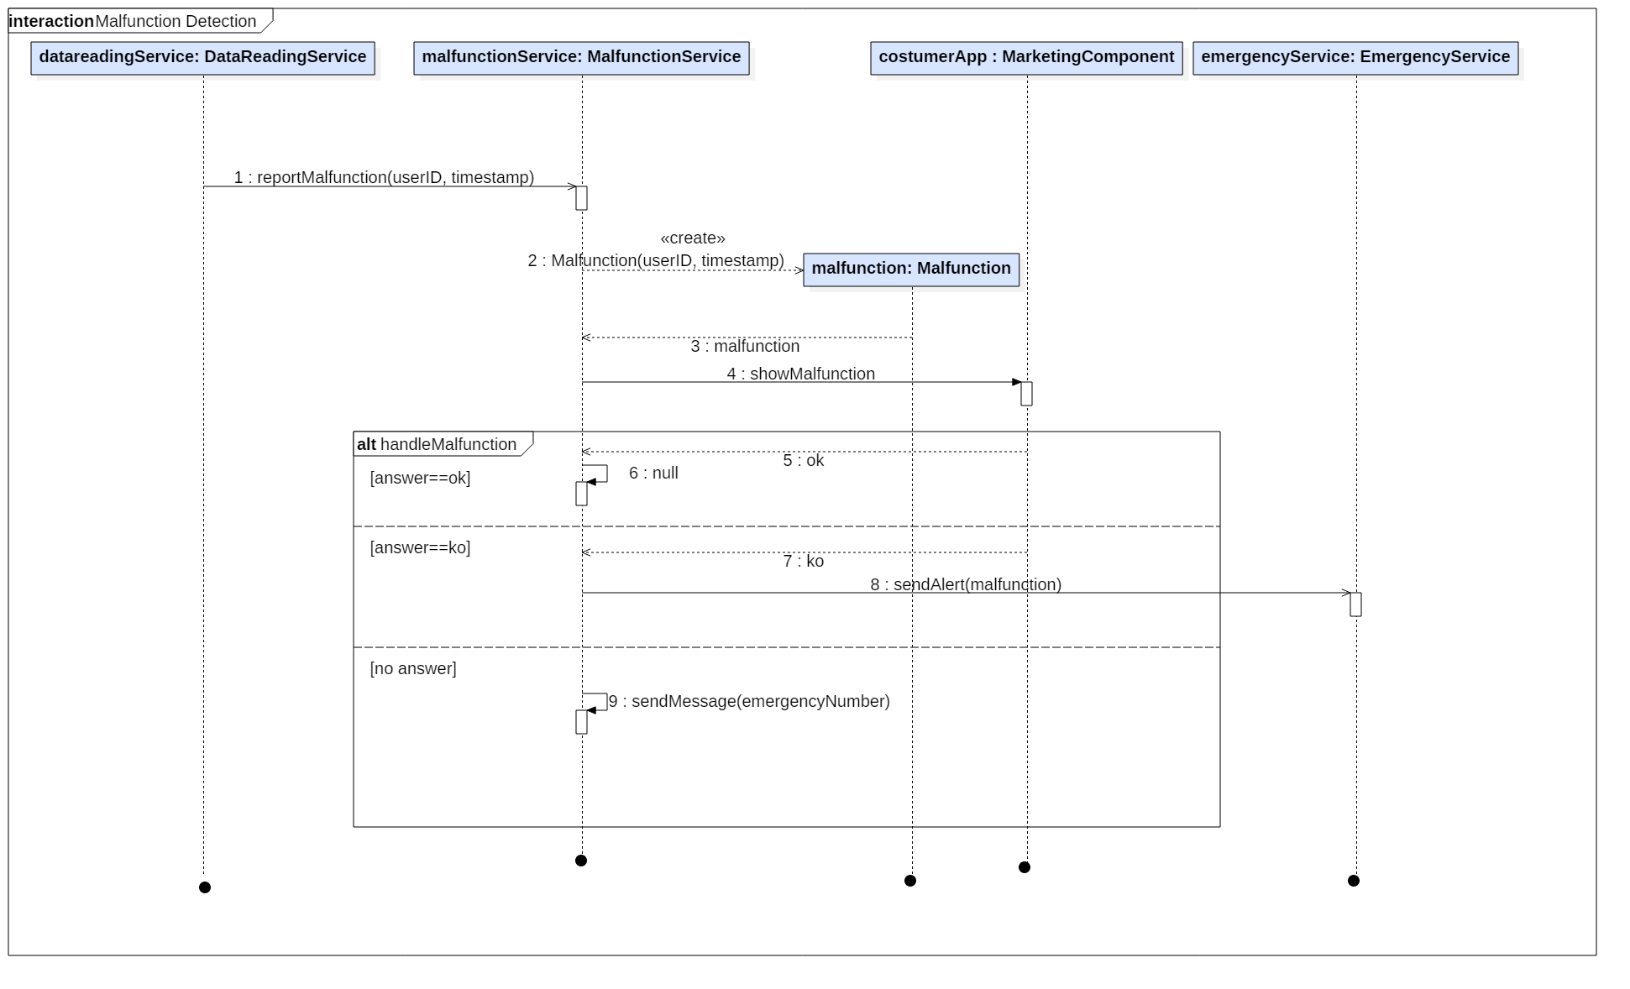 interaction Malfunction Detection
datareadingService: DataReadingService
malfunctionService: MalfunctionService
costumerApp : MarketingComponent
emergencyService: EmergencyService
1 : reportMalfunction(userID, timestamp)
«create»
2 : Malfunction(userID, timestamp)
malfunction: Malfunction
3 : malfunction
4 : showMalfunction
alt handleMalfunction
5 : ok
[answer==ok]
6 : null
[answer==ko]
7 : ko
8 : sendAlert(malfunction)
[no answer]
9 : sendMessage(emergencyNumber)